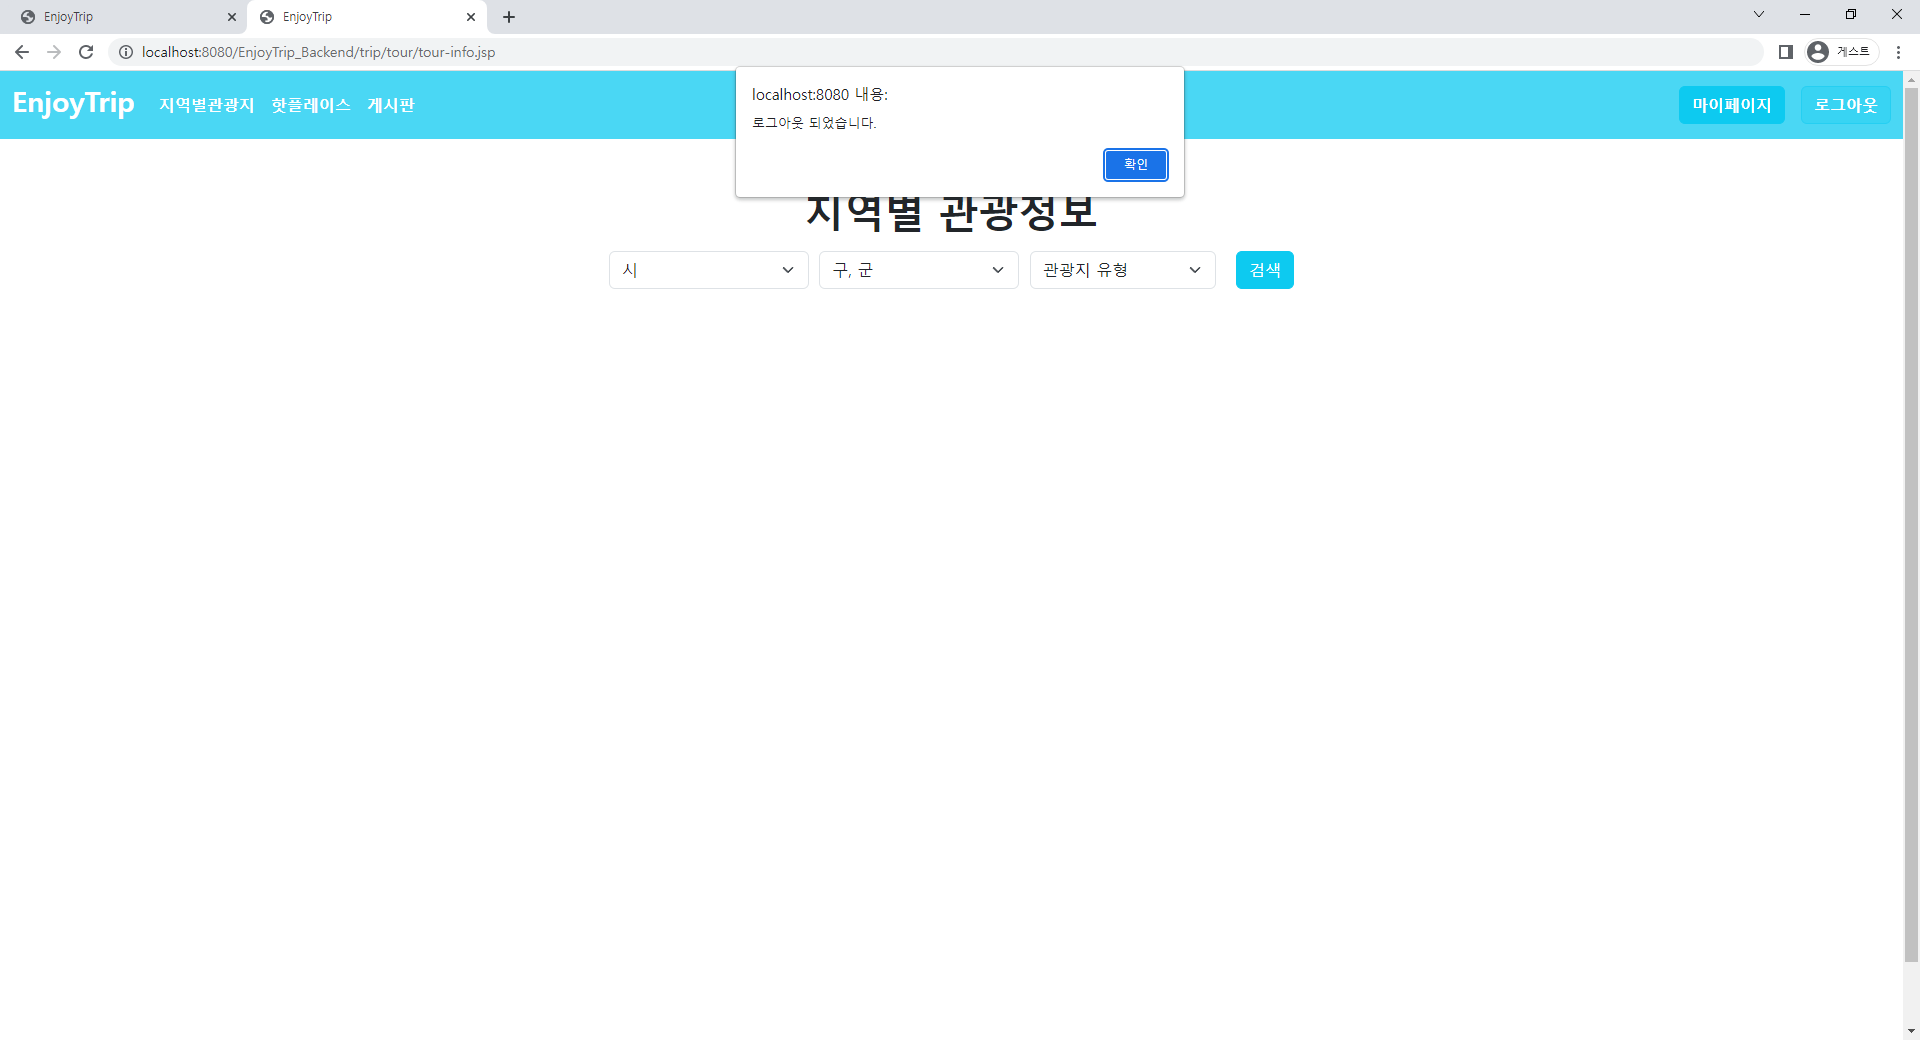 EnjoyTrip
EnjoyTrip
localhost:8080/EnjoyTrip_Backend/trip/tour/tour-info.jsp
게스트
EnjoyTrip 지역별관광지 핫플레이스 게시판
마이페이지 로그아웃
localhost:8080 내용:
로그아웃 되었습니다.
확인
지역별 관광정보
시 구, 군 관광지 유형 검색